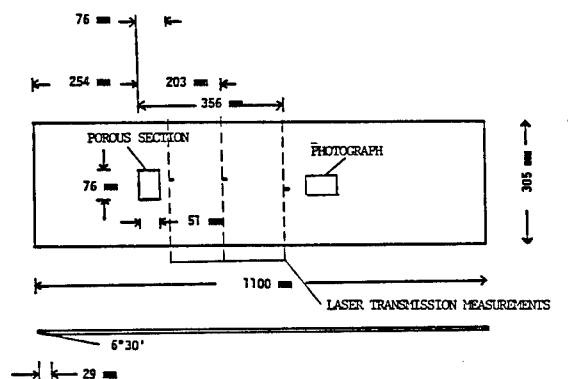 76 mm
254 mm
203 mm
356 mm
POROUS SECTION
PHOTOGRAPH
76 mm
305 mm
51 mm
1100 mm
LASER TRANSMISSION MEASUREMENTS
6°30'
29 mm